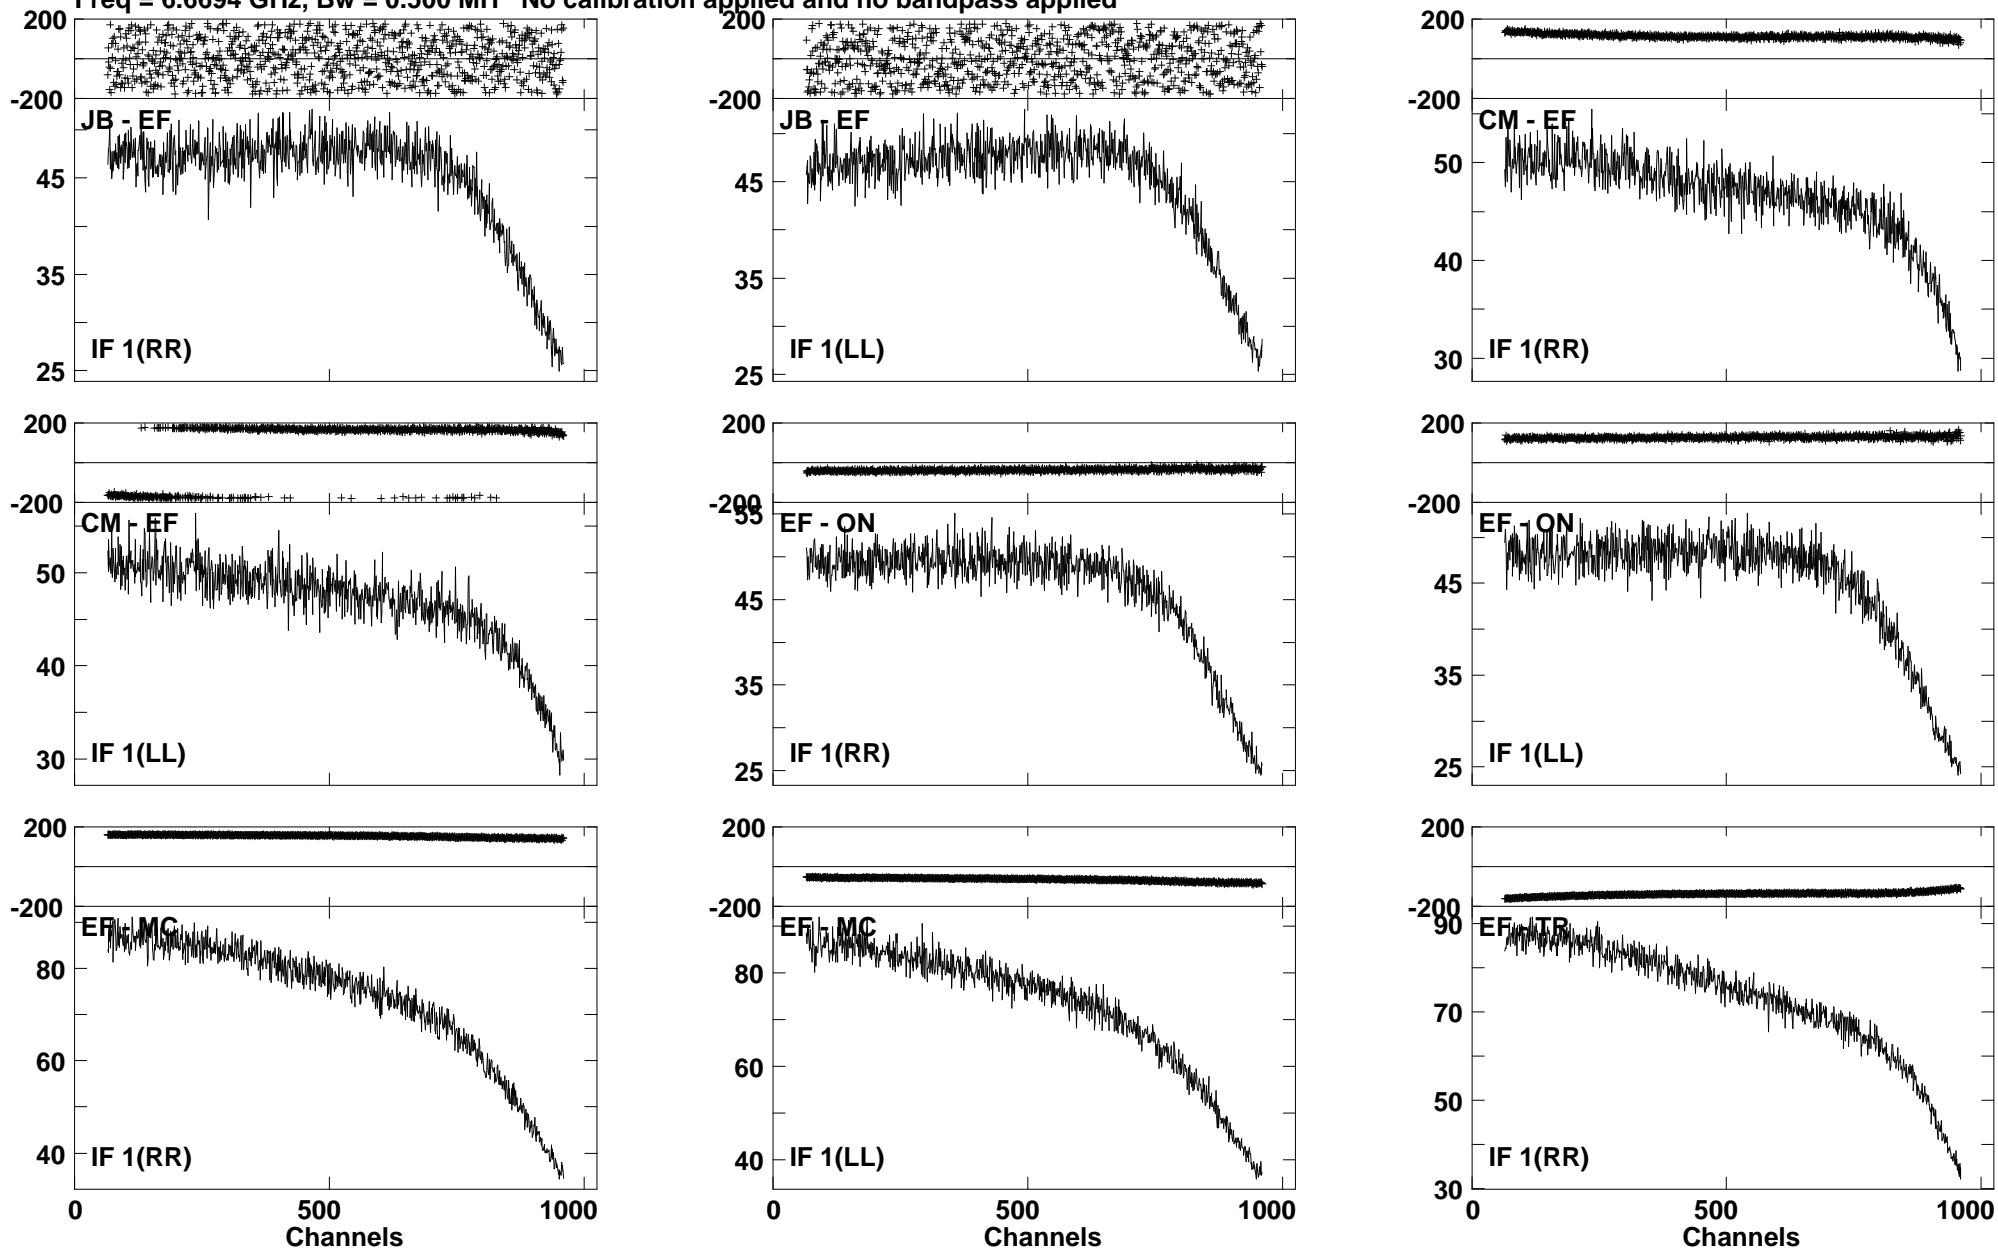 Freq = 6.6694 GHz, Bw = 0.500 MH No calibration applied and no bandpass applied
200
-200
JB - EF
45
35
25
IF 1(RR)
JB - EF
45
35
25
IF 1(LL)
200
-200
CM - EF
50
40
30
IF 1(RR)
200
-200
CM - EF
50
40
30
IF 1(LL)
200
-200
55
EF - ON
45
35
25
IF 1(RR)
200
-200
EF - ON
45
35
25
IF 1(LL)
200
-200
EF - MC
80
60
40
IF 1(RR)
0 500 1000
Channels
200
-200
EF - MC
80
60
40
IF 1(LL)
0 500 1000
Channels
200
-200
90
EF - TR
70
50
30
IF 1(RR)
0 500 1000
Channels